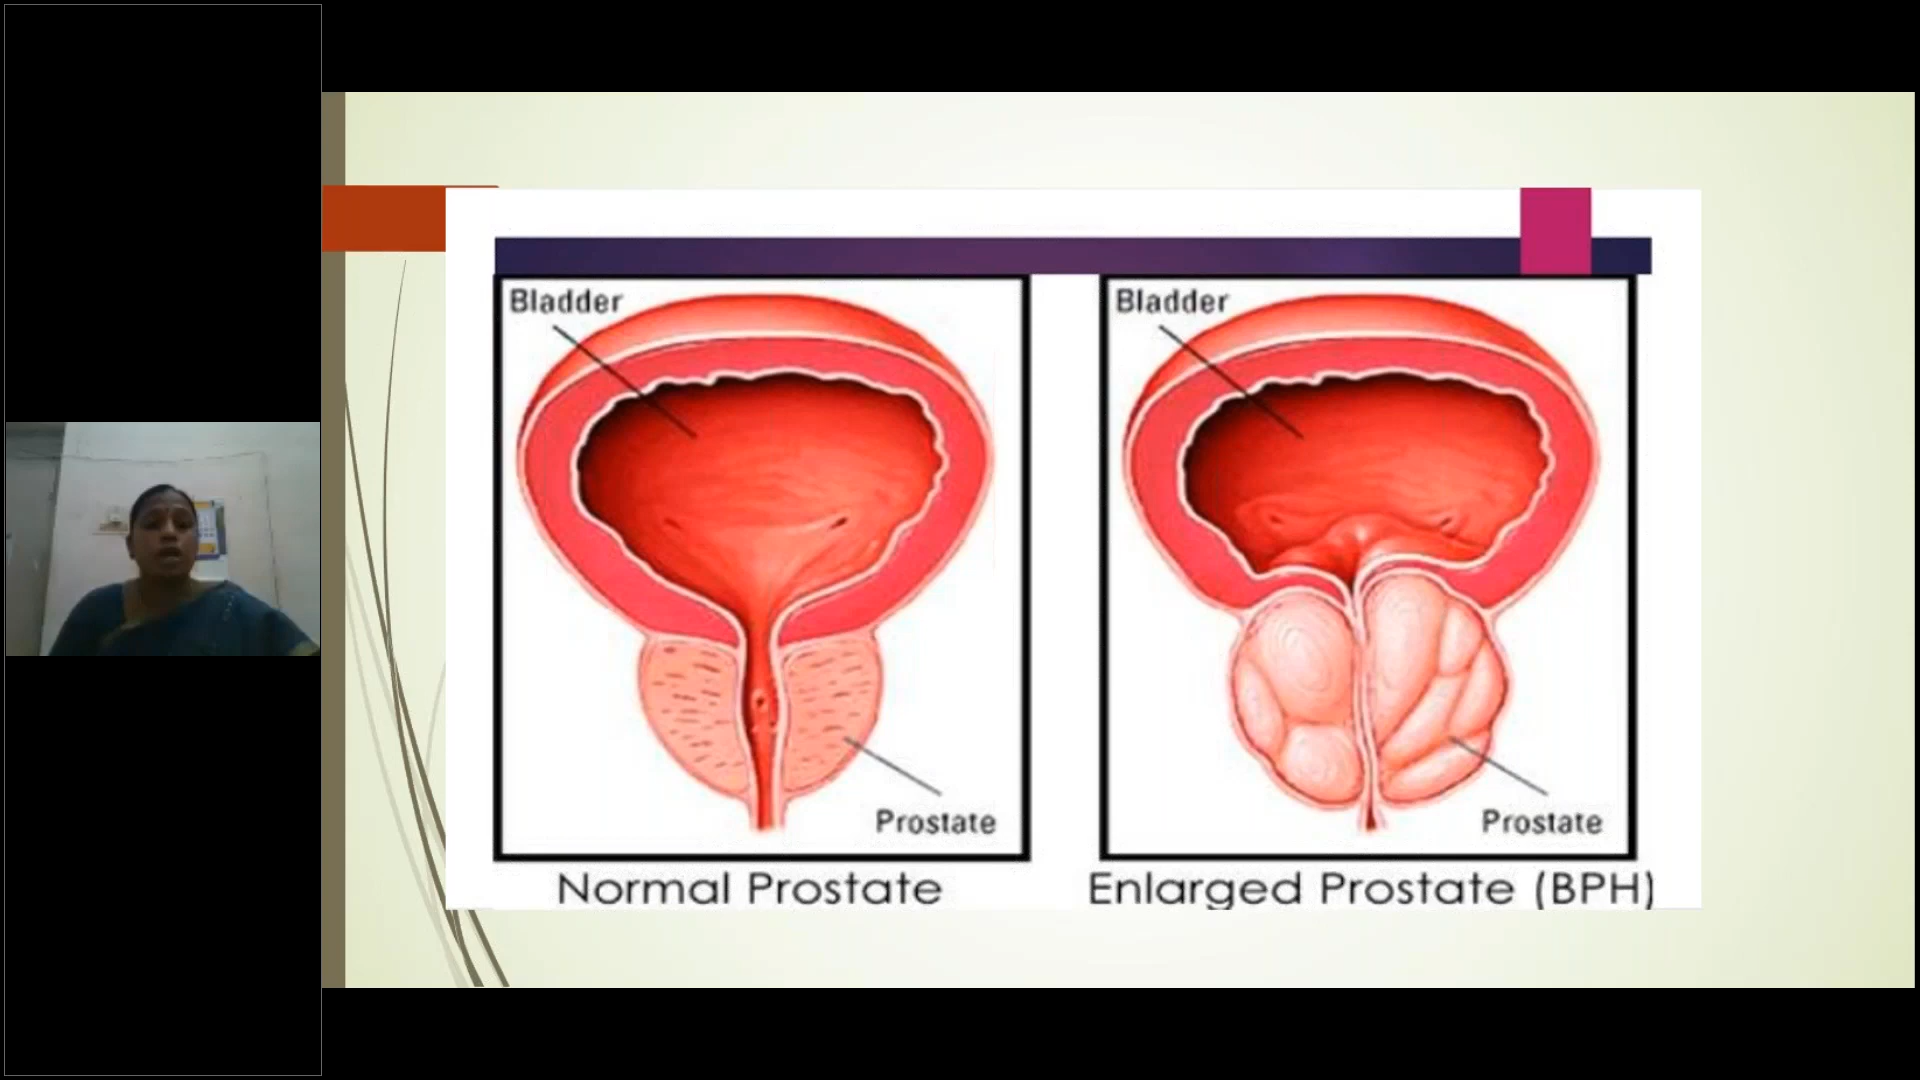 Bladder
Prostate
Normal Prostate
Bladder
Prostate
Enlarged Prostate (BPH)